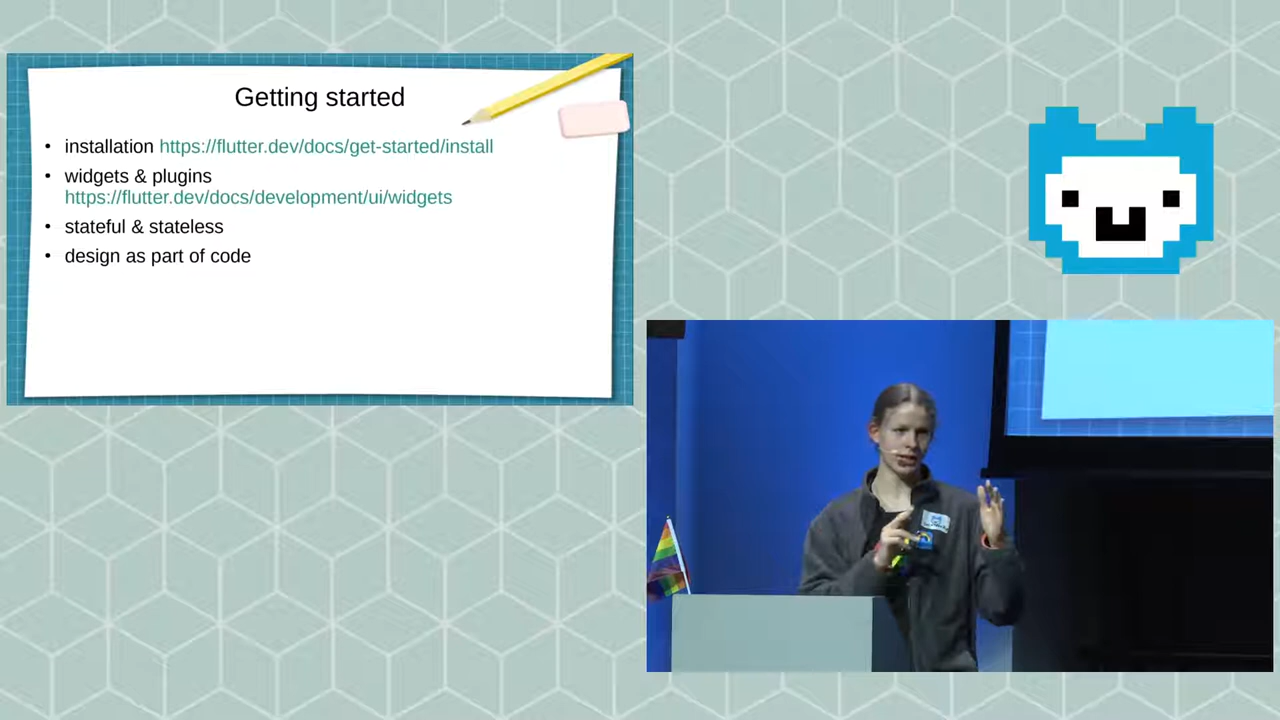 Getting started
• installation https://flutter.dev/docs/get-started/install
• widgets & plugins
https://flutter.dev/docs/development/ui/widgets
• stateful & stateless
• design as part of code